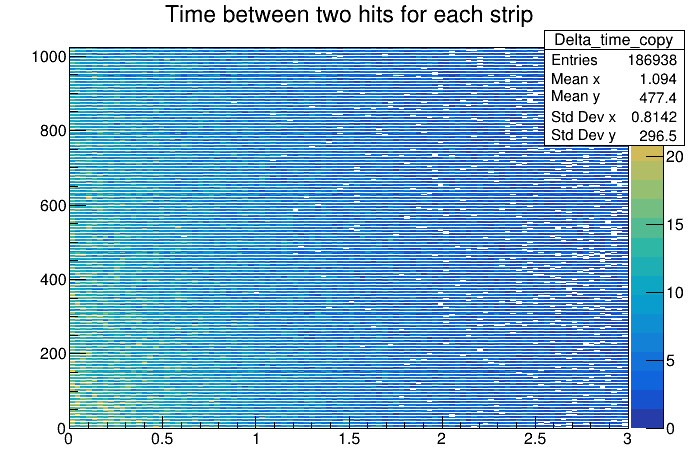 Time between two hits for each strip
Delta_time_copy
Entries 186938
Mean x 1.094
Mean y 477.4
Std Dev x 0.8142
Std Dev y 296.5
1000
800
600
400
200
0
20
15
10
5
0
0 0.5 1 1.5 2 2.5 3